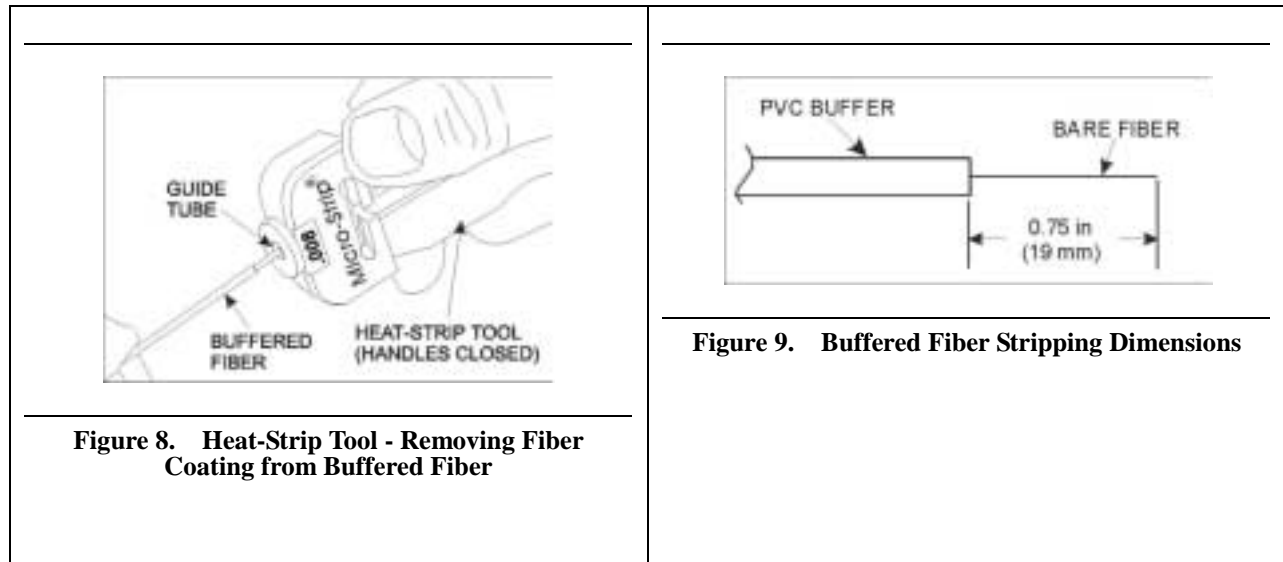 GUIDE
TUBE
.008
Micro-Strip®
BUFFERED
FIBER
HEAT-STRIP TOOL
(HANDLES CLOSED)
Figure 8. Heat-Strip Tool - Removing Fiber
Coating from Buffered Fiber
PVC BUFFER
BARE FIBER
0.75 in
(19 mm)
Figure 9. Buffered Fiber Stripping Dimensions